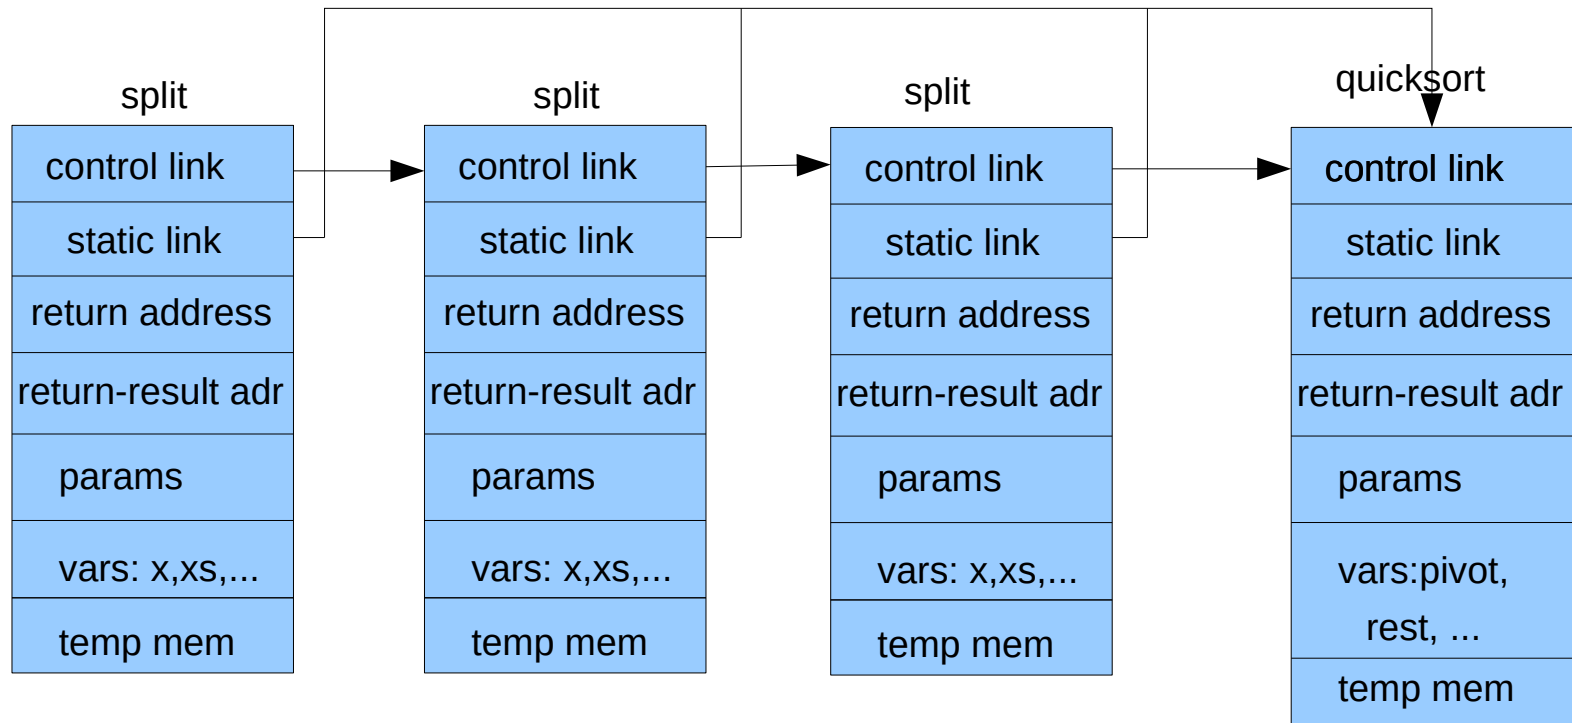 split
control link
static link
return address
return-result adr
params
vars: x,xs,...
temp mem
split
control link
static link
return address
return-result adr
params
vars: x,xs,...
temp mem
split
control link
static link
return address
return-result adr
params
vars: x,xs,...
temp mem
quicksort
control link
static link
return address
return-result adr
params
vars:pivot,
rest, ...
temp mem